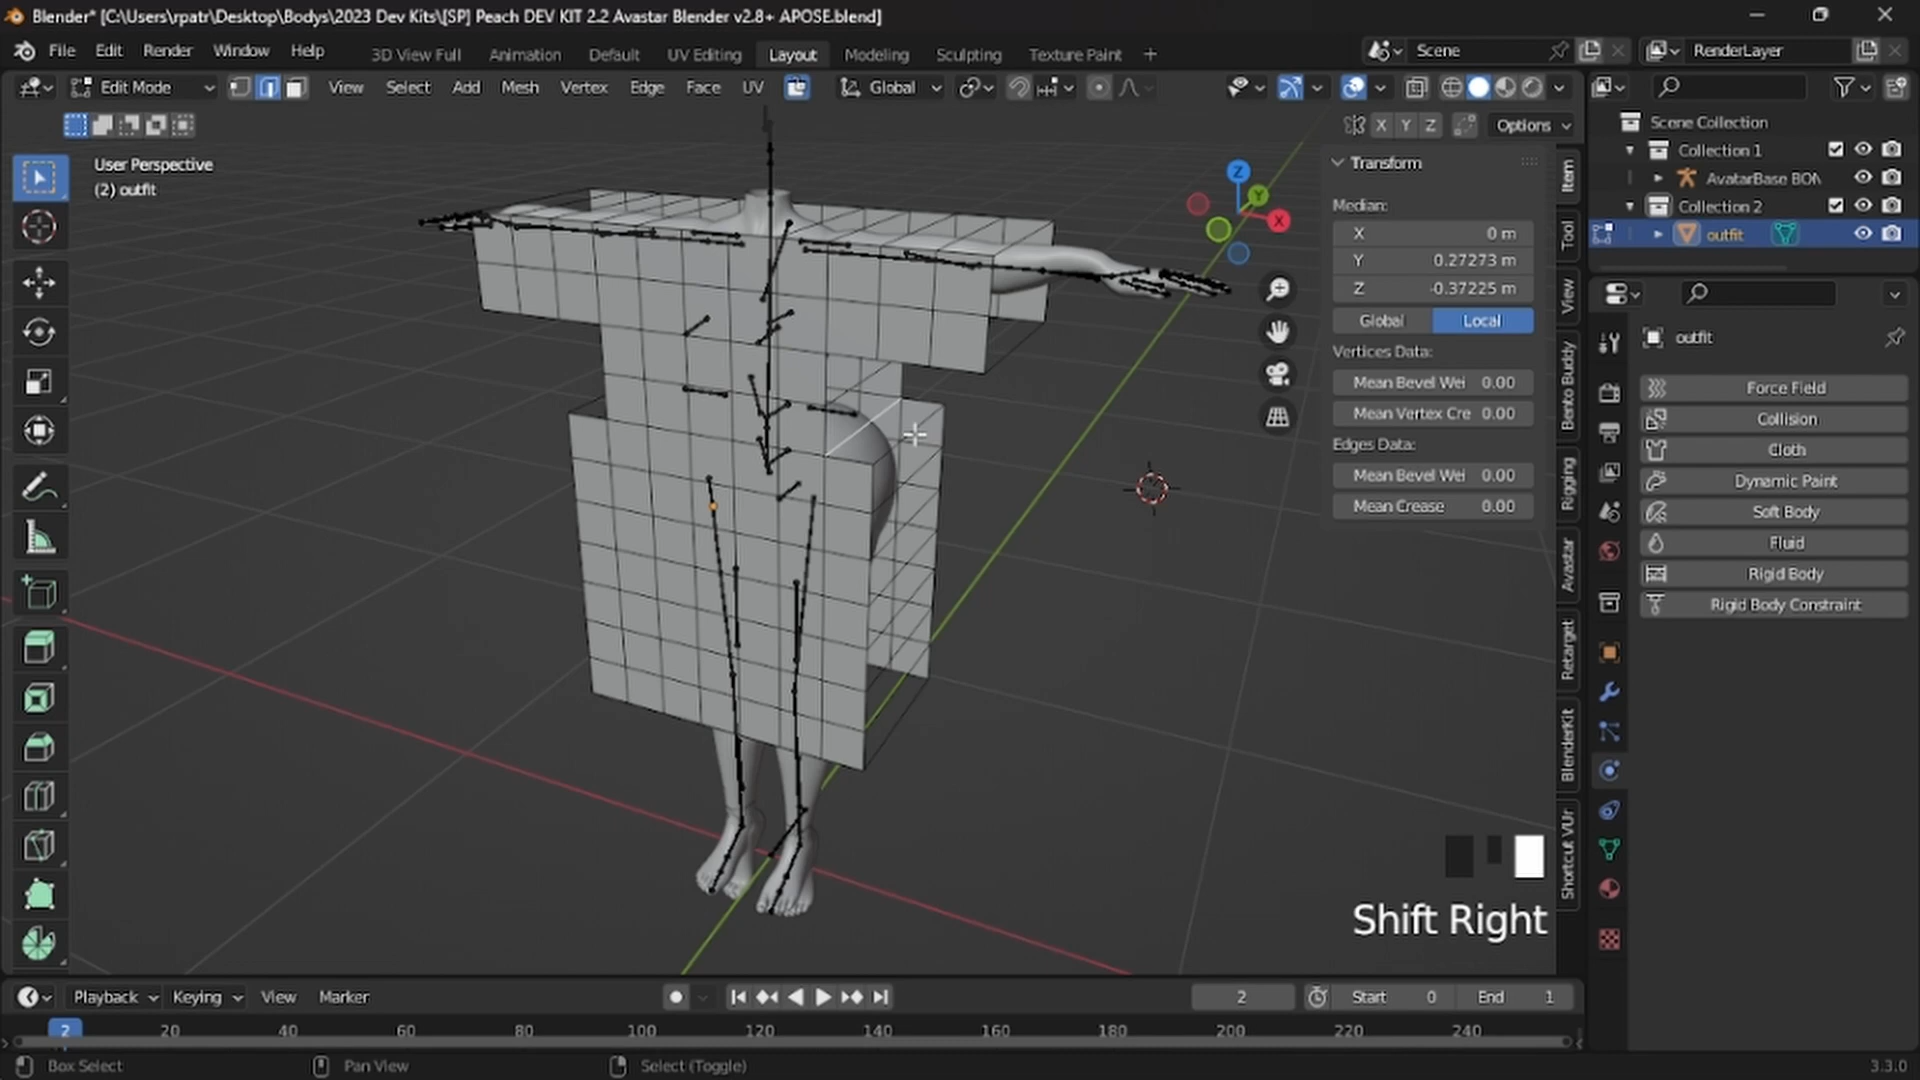 Blender* [C:\Users\rpatr\Desktop\Bodys\2023 Dev Kits\[SP] Peach DEV KIT 2.2 Avastar Blender v2.8+ APOSE.blend]
File Edit Render Window Help 3D View Full Animation Default UV Editing Layout Modeling Sculpting Texture Paint + Scene RenderLayer
Edit Mode View Select Add Mesh Vertex Edge Face UV Global
X Y Z Options
User Perspective
(2) outfit
Z
Y
X
Transform
Median:
X 0 m
Y 0.27273 m
Z -0.37225 m
Global Local
Vertices Data:
Mean Bevel Wei 0.00
Mean Vertex Cre 0.00
Edges Data:
Mean Bevel Wei 0.00
Mean Crease 0.00
Item
Tool
View
Bento Buddy
Rigging
Avastar
Retarget
BlenderKit
Shortcut VUr
Scene Collection
Collection 1
AvatarBase BON
Collection 2
outfit
outfit
Force Field
Collision
Cloth
Dynamic Paint
Soft Body
Fluid
Rigid Body
Rigid Body Constraint
Shift Right
Playback Keying View Marker 2 Start 0 End 1
2 20 40 60 80 100 120 140 160 180 200 220 240
Box Select Pan View Select (Toggle) 3.3.0